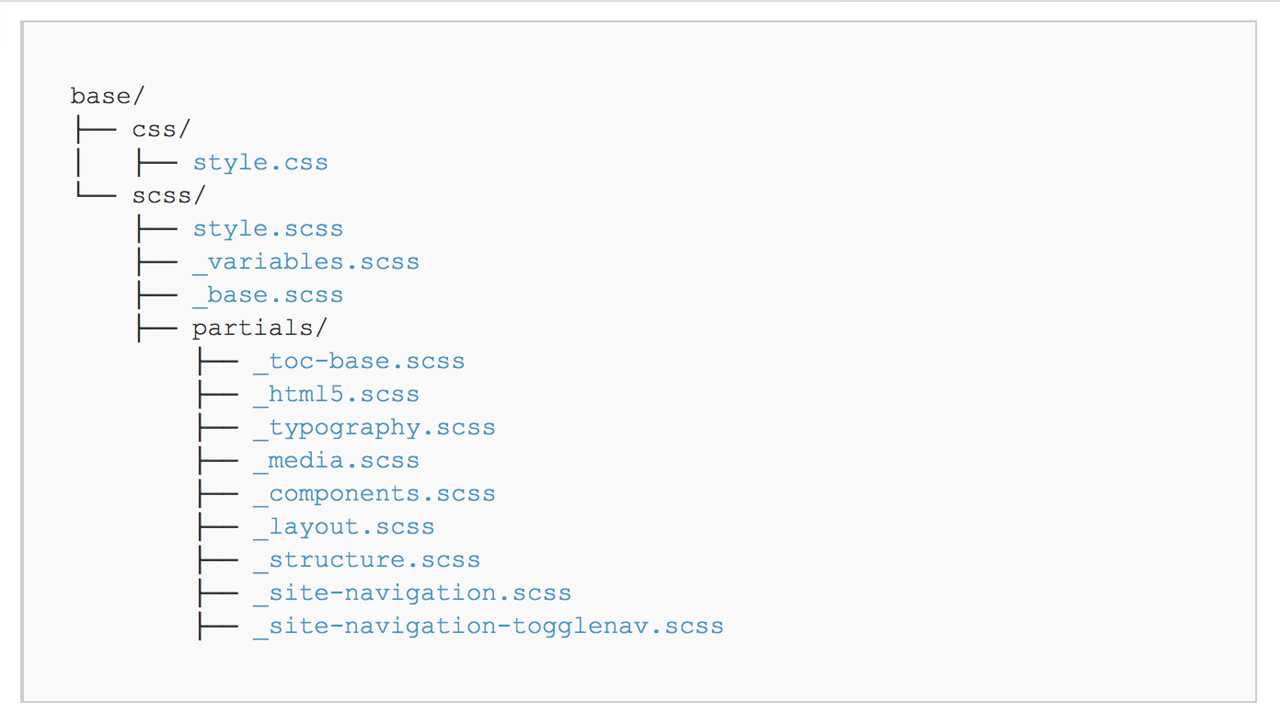 base/
├── css/
│   ├── style.css
└── scss/
    ├── style.scss
    ├── _variables.scss
    ├── _base.scss
    ├── partials/
        ├── _toc-base.scss
        ├── _html5.scss
        ├── _typography.scss
        ├── _media.scss
        ├── _components.scss
        ├── _layout.scss
        ├── _structure.scss
        ├── _site-navigation.scss
        ├── _site-navigation-togglenav.scss